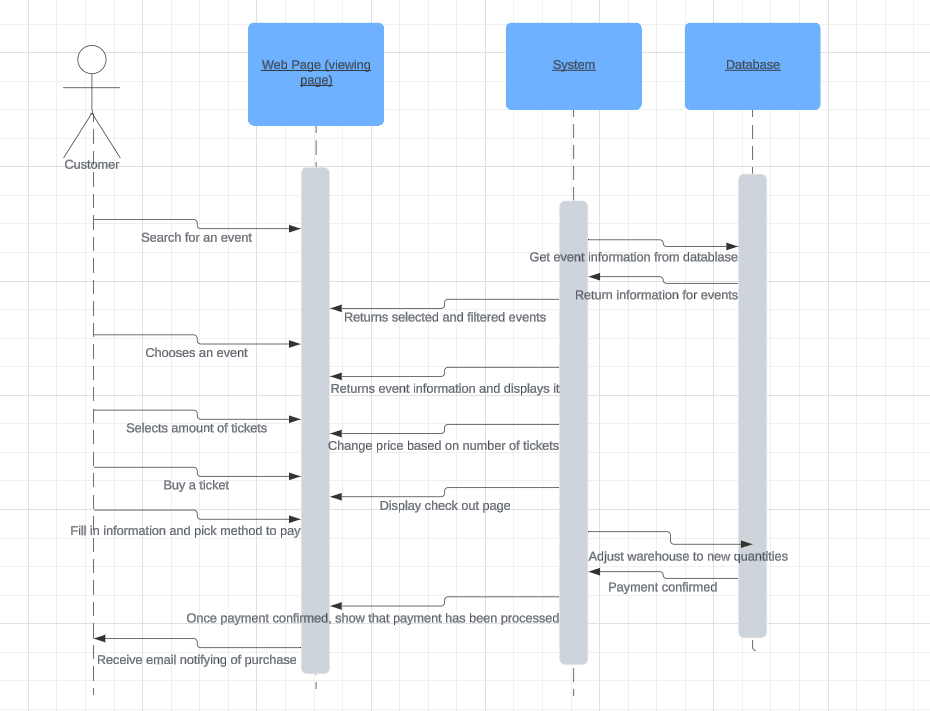 Web Page (viewing
page)
System
Database
Customer
Search for an event
Get event information from datablase
Return information for events
Returns selected and filtered events
Chooses an event
Returns event information and displays it
Selects amount of tickets
Change price based on number of tickets
Buy a ticket
Display check out page
Fill in information and pick method to pay
Adjust warehouse to new quantities
Payment confirmed
Once payment confirmed, show that payment has been processed
Receive email notifying of purchase